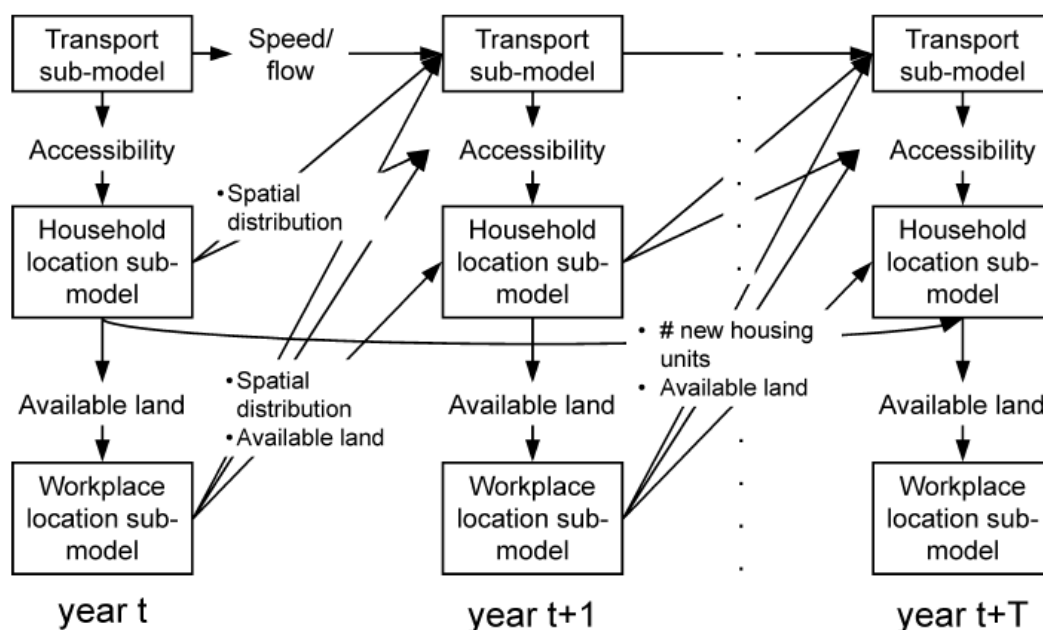 Transport
sub-model
Speed/
flow
Transport
sub-model
Transport
sub-model
Accessibility
Accessibility
Accessibility
• Spatial
distribution
Household
location sub-
model
Household
location sub-
model
Household
location sub-
model
• # new housing
units
• Available land
• Spatial
distribution
• Available land
Available land
Available land
Available land
Workplace
location sub-
model
Workplace
location sub-
model
Workplace
location sub-
model
year t
year t+1
year t+T